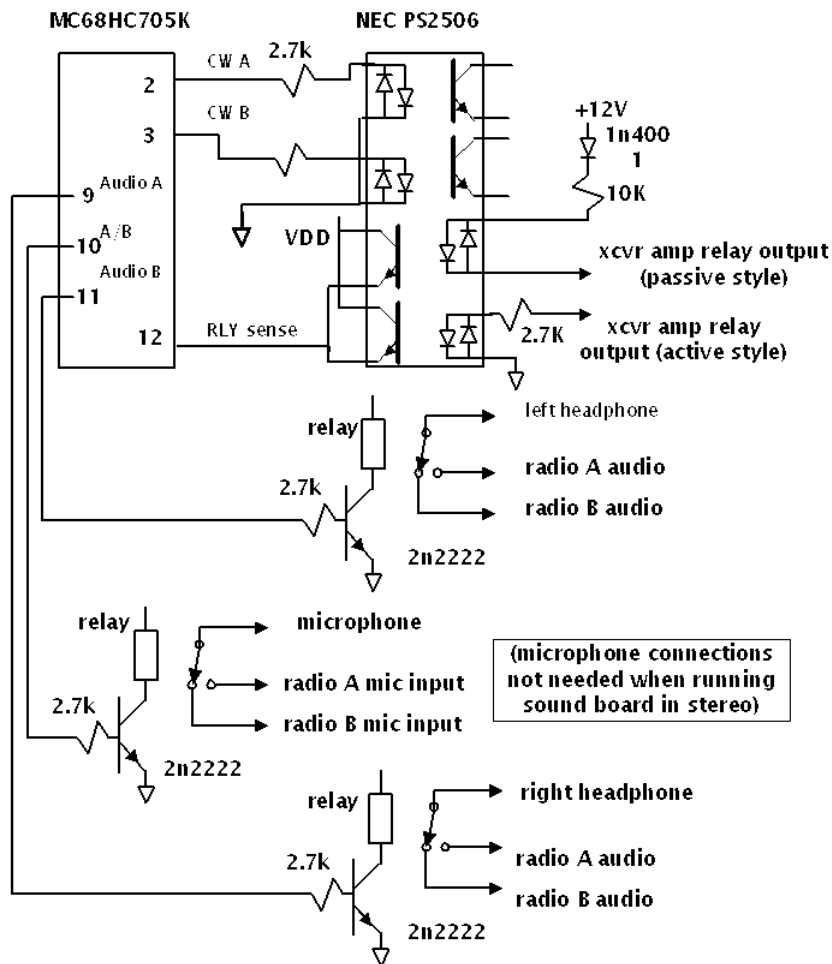 MC68HC705K
NEC PS2506
2
CW A
2.7k
3
CW B
+12V
1n400
1
10K
9
Audio A
10
A/B
VDD
xcvr amp relay output
(passive style)
Audio B
11
12
RLY sense
2.7K
xcvr amp relay
output (active style)
relay
left headphone
2.7k
radio A audio
radio B audio
2n2222
relay
microphone
2.7k
radio A mic input
radio B mic input
2n2222
(microphone connections
not needed when running
sound board in stereo)
relay
right headphone
2.7k
radio A audio
radio B audio
2n2222